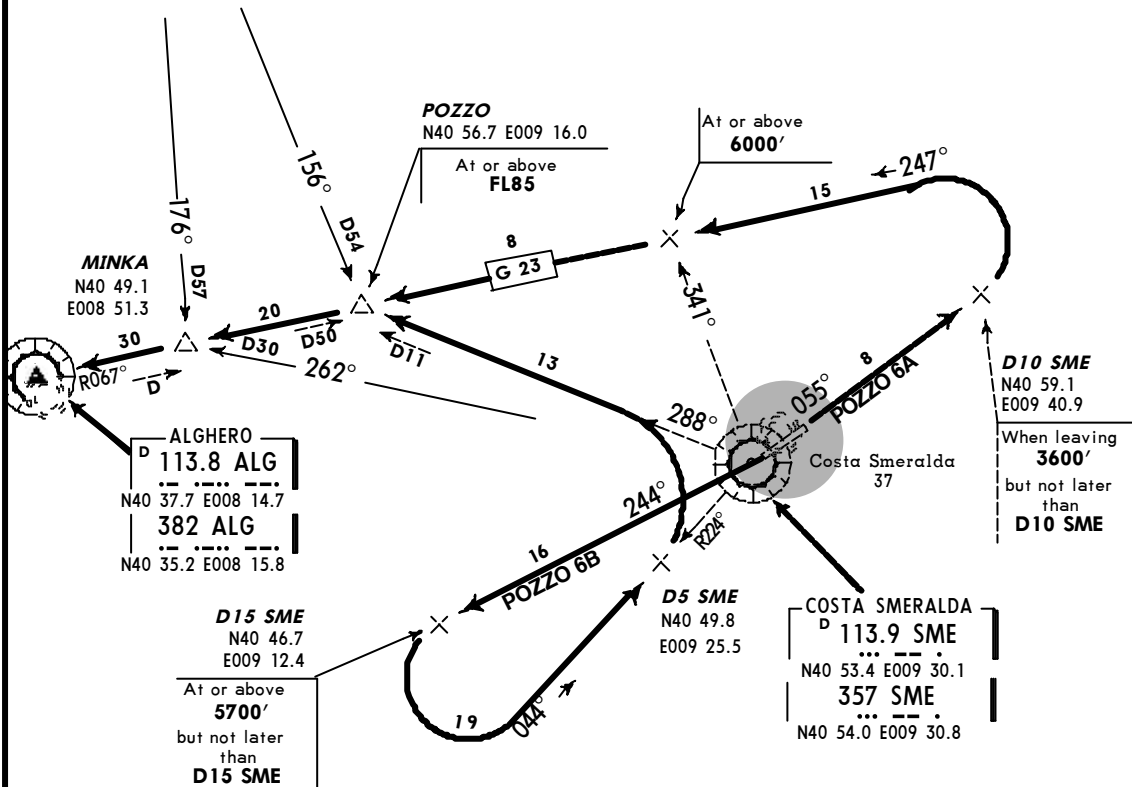 POZZO
N40 56.7 E009 16.0
At or above
FL85
At or above
6000′
247°
15
156°
D54
8
G 23
176°
D57
MINKA
N40 49.1
E008 51.3
341°
20
D50
D30
D11
30
262°
13
R067°
D
288°
055°
8
POZZO 6A
D10 SME
N40 59.1
E009 40.9
When leaving
3600′
but not later
than
D10 SME
Costa Smeralda
37
ALGHERO
D 113.8 ALG
N40 37.7 E008 14.7
382 ALG
N40 35.2 E008 15.8
244°
16
POZZO 6B
R224°
D15 SME
N40 46.7
E009 12.4
At or above
5700′
but not later
than
D15 SME
D5 SME
N40 49.8
E009 25.5
19
044°
COSTA SMERALDA
D 113.9 SME
N40 53.4 E009 30.1
357 SME
N40 54.0 E009 30.8